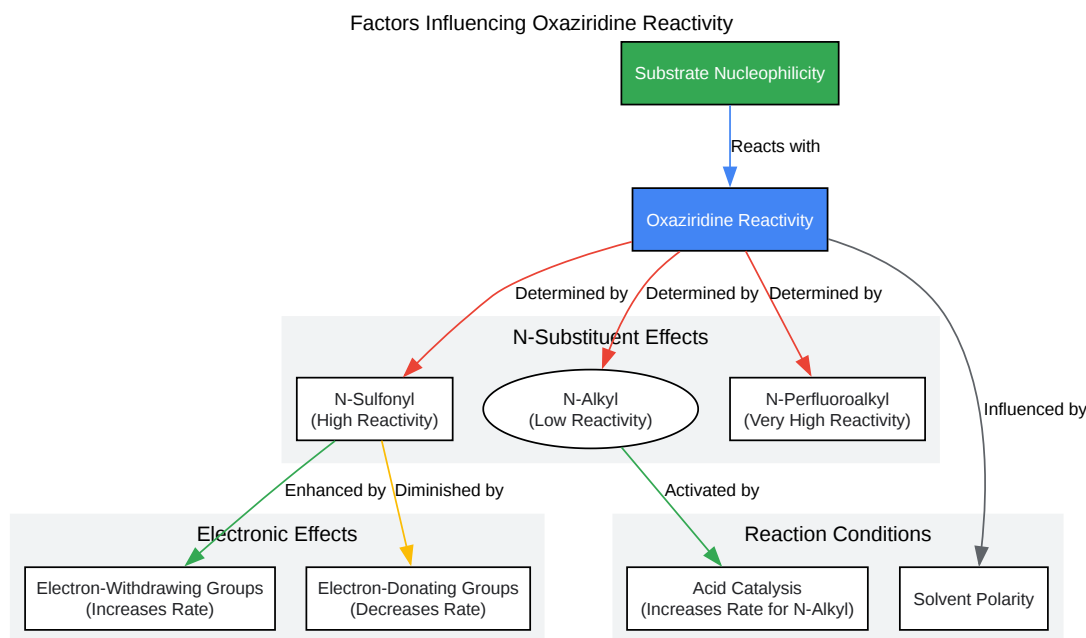 Factors Influencing Oxaziridine Reactivity
Substrate Nucleophilicity
Reacts with
Oxaziridine Reactivity
Determined by
Determined by
Determined by
N-Substituent Effects
N-Sulfonyl
(High Reactivity)
N-Alkyl
(Low Reactivity)
N-Perfluoroalkyl
(Very High Reactivity)
Influenced by
Enhanced by
Diminished by
Activated by
Electronic Effects
Electron-Withdrawing Groups
(Increases Rate)
Electron-Donating Groups
(Decreases Rate)
Reaction Conditions
Acid Catalysis
(Increases Rate for N-Alkyl)
Solvent Polarity